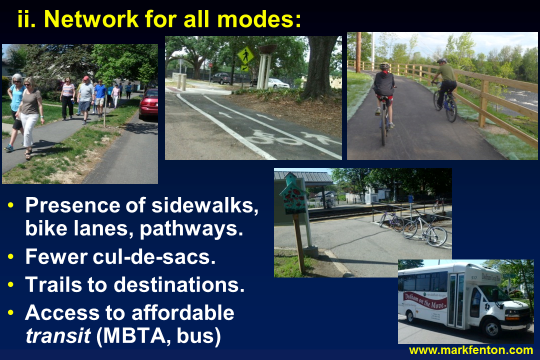 ii. Network for all modes:
• Presence of sidewalks,
bike lanes, pathways.
• Fewer cul-de-sacs.
• Trails to destinations.
• Access to affordable
transit (MBTA, bus)
www.markfenton.com